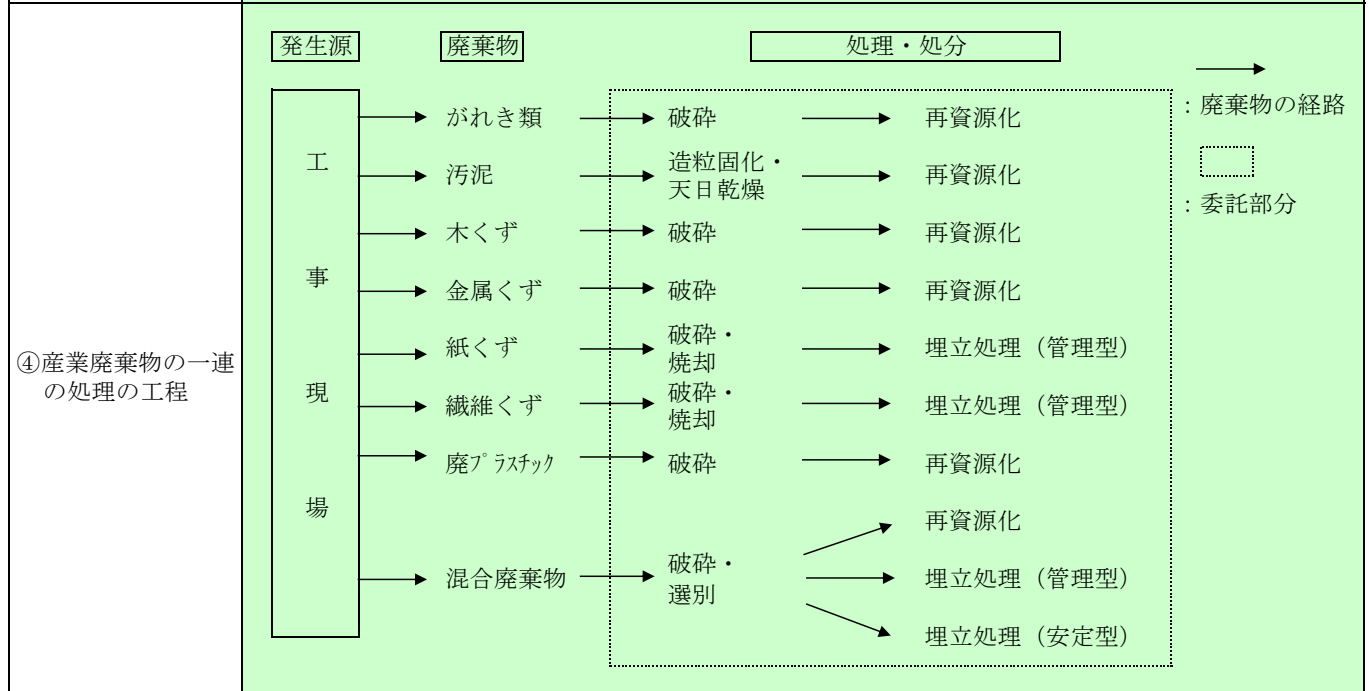 ④産業廃棄物の一連
の処理の工程
発生源
廃棄物
処理・処分
工
事
現
場
がれき類
破砕
再資源化
汚泥
造粒固化・
天日乾燥
再資源化
木くず
破砕
再資源化
金属くず
破砕
再資源化
紙くず
破砕・
焼却
埋立処理（管理型）
繊維くず
破砕・
焼却
埋立処理（管理型）
廃ﾌﾟﾗｽﾁｯｸ
破砕
再資源化
混合廃棄物
破砕・
選別
再資源化
埋立処理（管理型）
埋立処理（安定型）
：廃棄物の経路
：委託部分